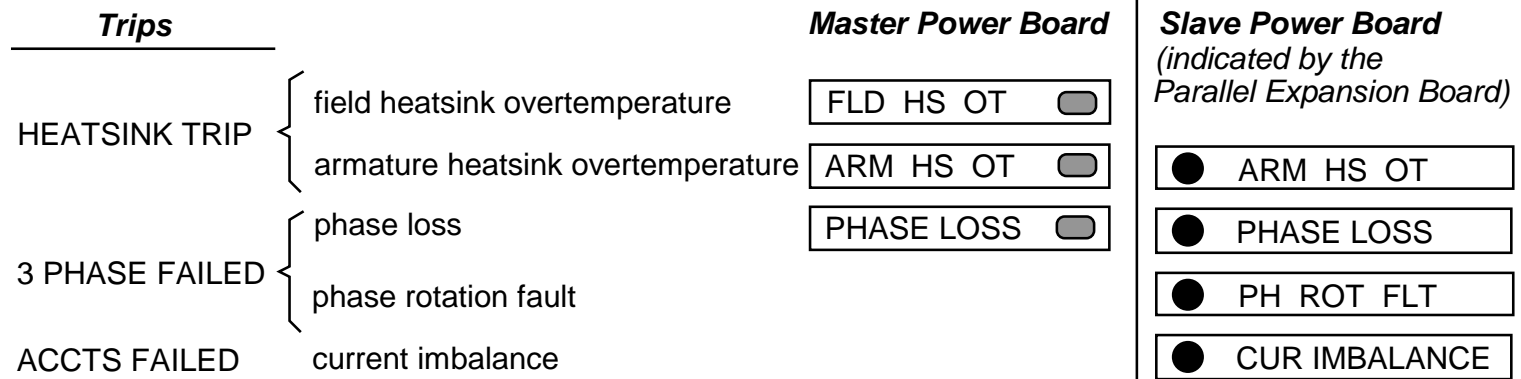 Trips
Master Power Board
Slave Power Board
(indicated by the
Parallel Expansion Board)
HEATSINK TRIP
field heatsink overtemperature
FLD HS OT
armature heatsink overtemperature
ARM HS OT
ARM HS OT
3 PHASE FAILED
phase loss
PHASE LOSS
PHASE LOSS
phase rotation fault
PH ROT FLT
ACCTS FAILED
current imbalance
CUR IMBALANCE